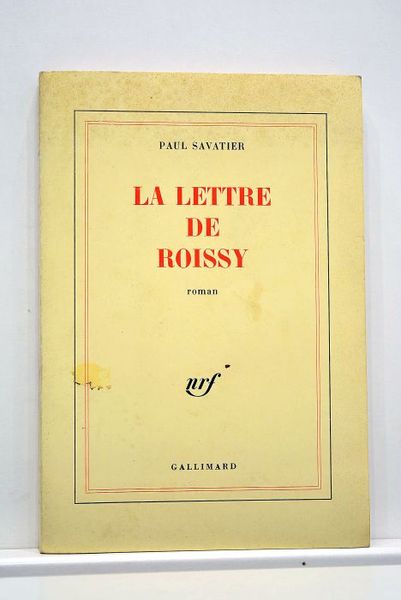 PAUL SAVATIER
LA LETTRE
DE
ROISSY
roman
nrf
GALLIMARD